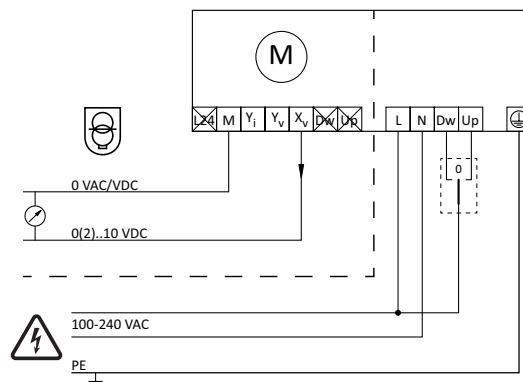 M
L24 M Yi Yv Xv Dw Up L N Dw Up
0
0 VAC/VDC
0(2)..10 VDC
100-240 VAC
PE